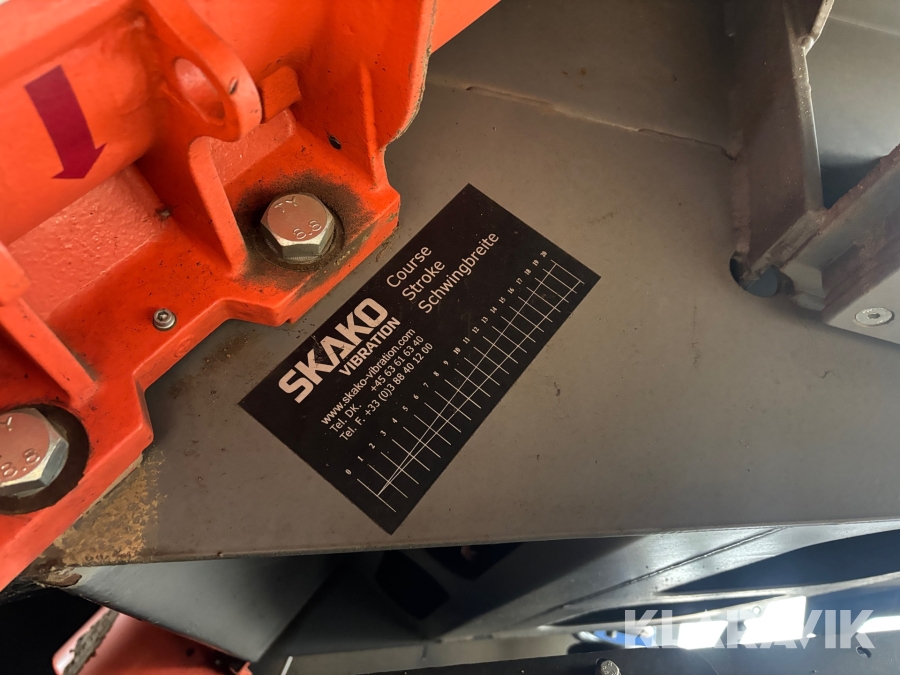 SKAKO
VIBRATION
Course
Stroke
Schwingbreite
www.skako-vibration.com
Tel. DK. +45 63 61 63 40
Tel. F. +33 (0)3 88 40 12 00
0 1 2 3 4 5 6 7 8 9 10 11 12 13 14 15 16 17 18 19 20
TY
8.8
Y
8.8
KLARAVIK